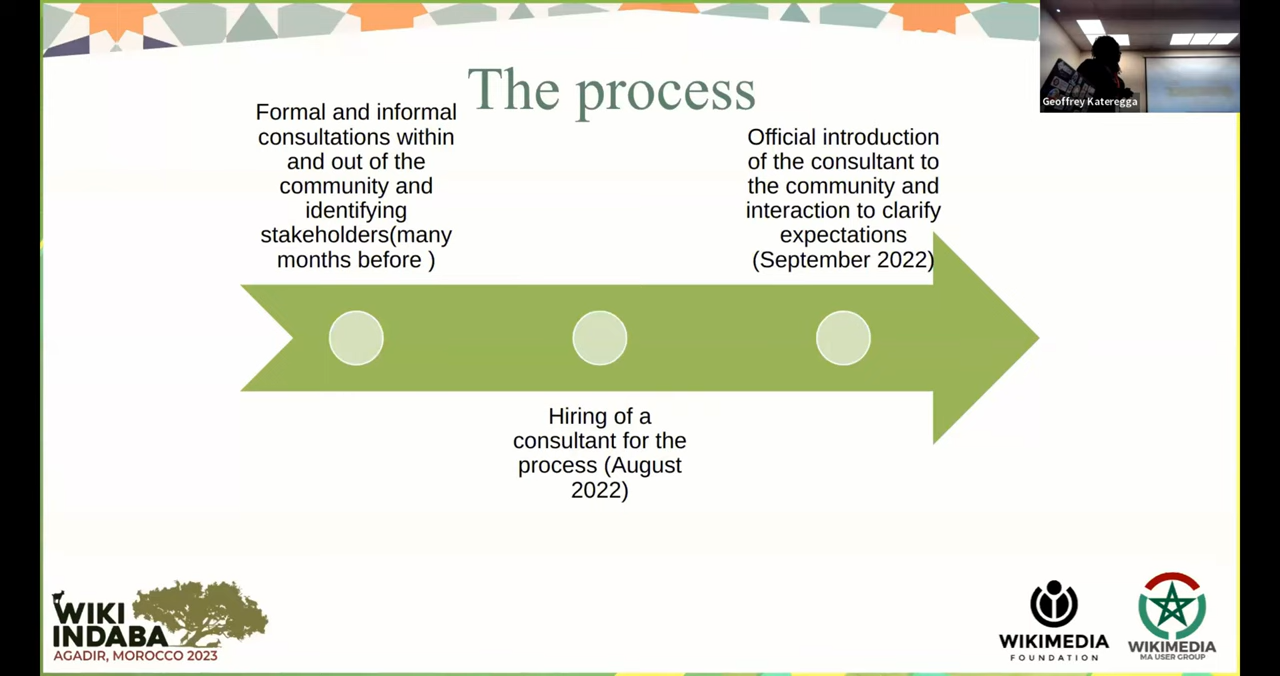 The process
Formal and informal
consultations within
and out of the
community and
identifying
stakeholders(many
months before )
Hiring of a
consultant for the
process (August
2022)
Official introduction
of the consultant to
the community and
interaction to clarify
expectations
(September 2022)
Geoffrey Kateregga
WIKI
INDABA
AGADIR, MOROCCO 2023
WIKIMEDIA
FOUNDATION
WIKIMEDIA
MA USER GROUP